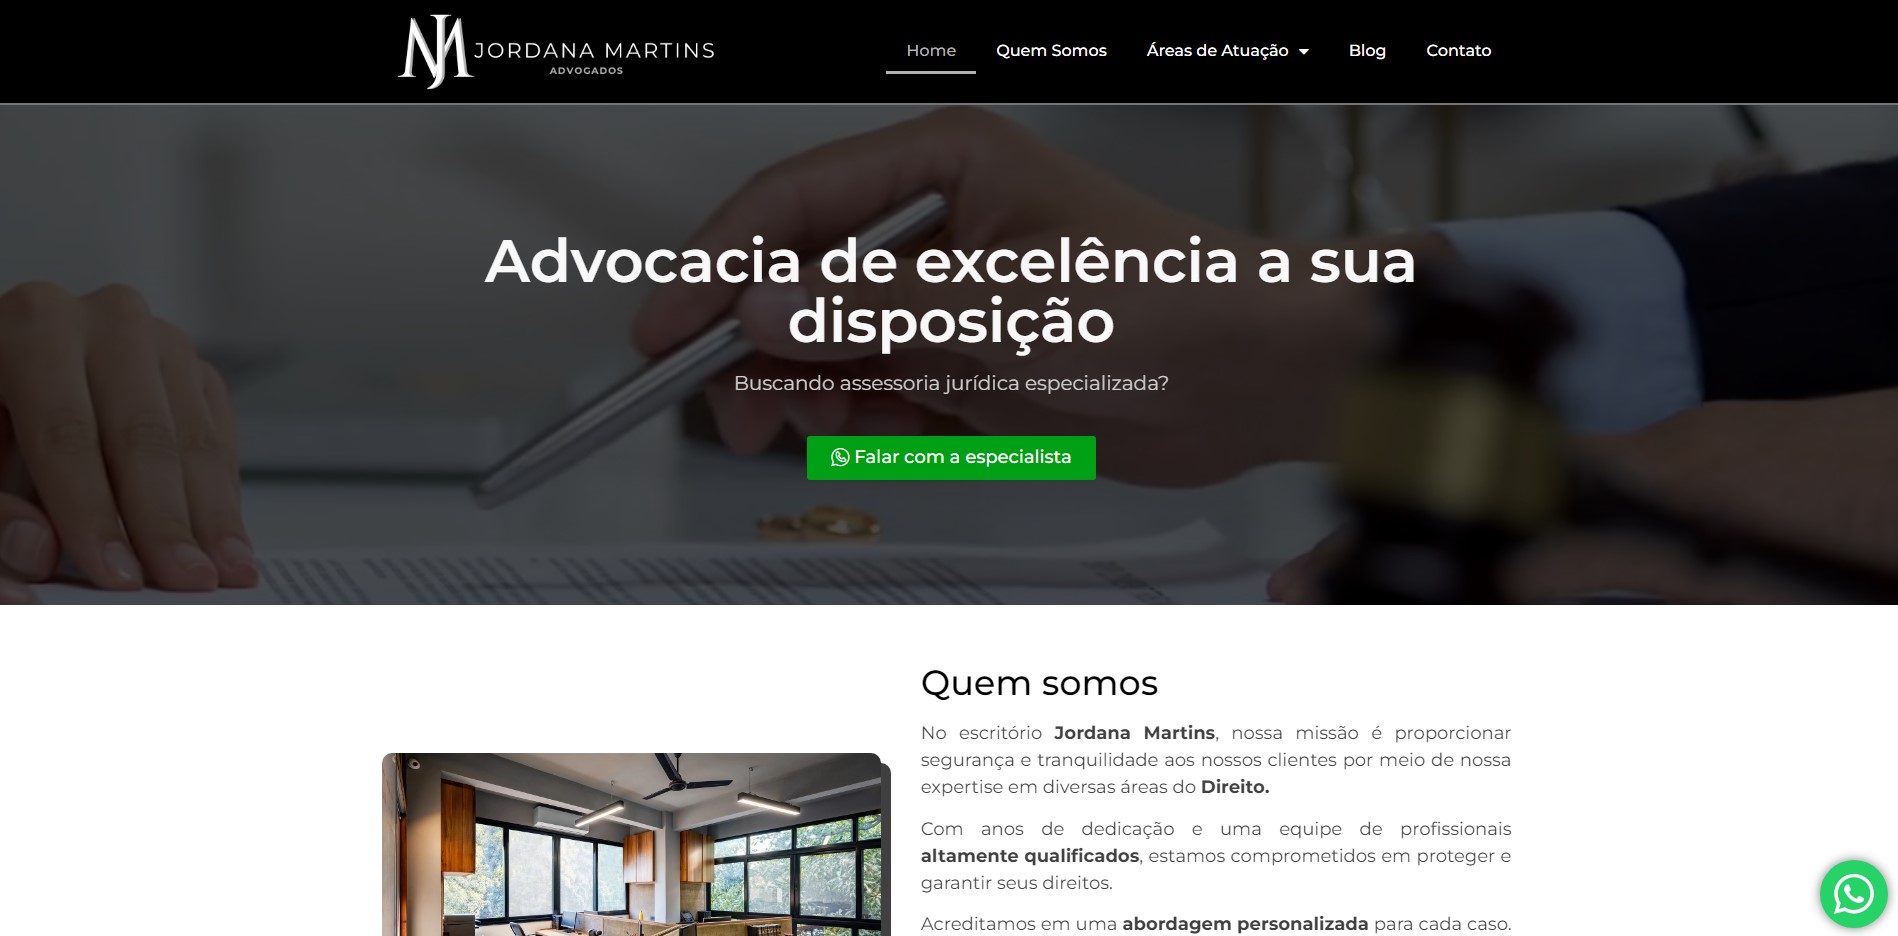 JM JORDANA MARTINS
ADVOGADOS
Home Quem Somos Áreas de Atuação Blog Contato
Advocacia de excelência a sua
disposição
Buscando assessoria jurídica especializada?
Falar com a especialista
Quem somos
No escritório Jordana Martins, nossa missão é proporcionar
segurança e tranquilidade aos nossos clientes por meio de nossa
expertise em diversas áreas do Direito.
Com anos de dedicação e uma equipe de profissionais
altamente qualificados, estamos comprometidos em proteger e
garantir seus direitos.
Acreditamos em uma abordagem personalizada para cada caso.